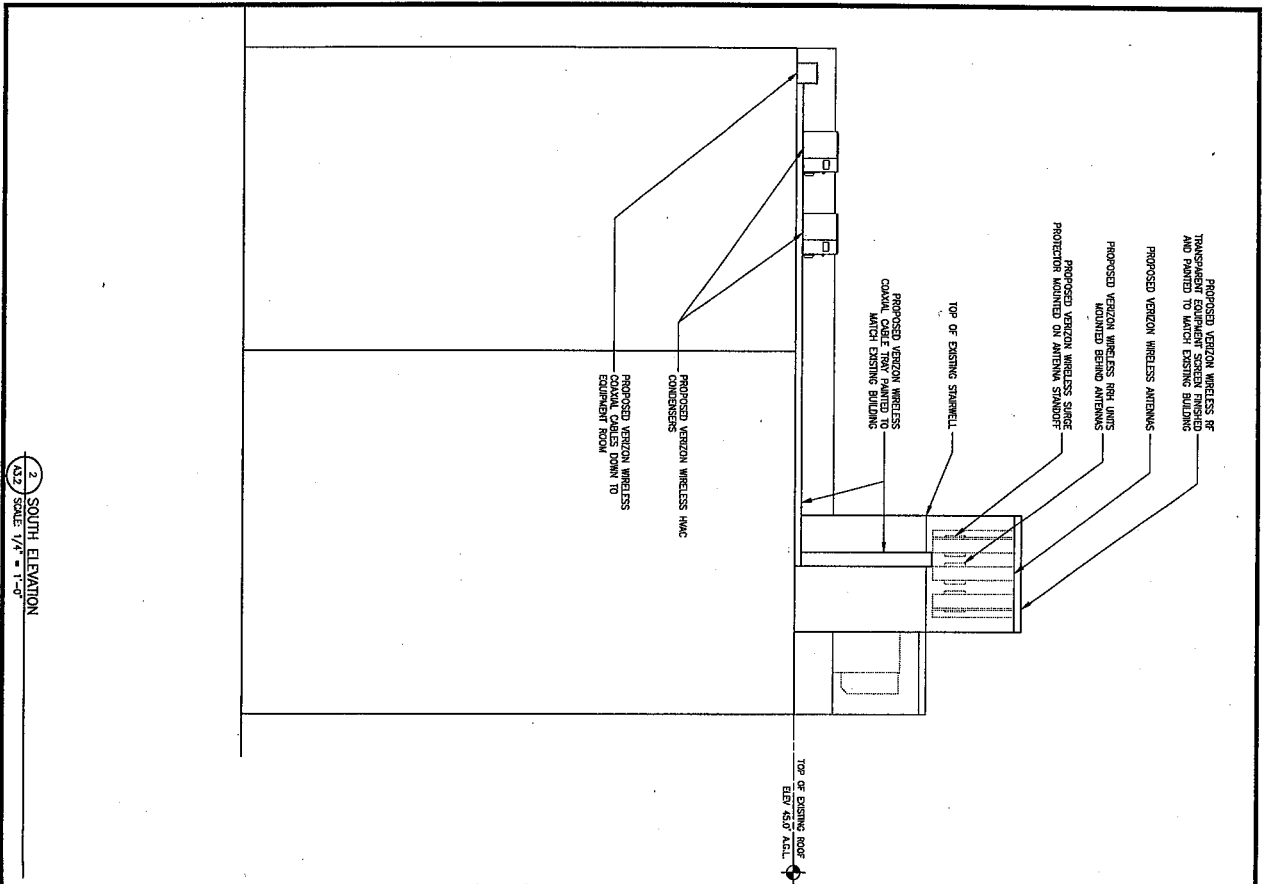 PROPOSED VERIZON WIRELESS RF
TRANSPARENT EQUIPMENT SCREEN FINISHED
AND PAINTED TO MATCH EXISTING BUILDING
PROPOSED VERIZON WIRELESS ANTENNAS
PROPOSED VERIZON WIRELESS RRH UNITS
MOUNTED BEHIND ANTENNAS
PROPOSED VERIZON WIRELESS SURGE
PROTECTOR MOUNTED ON ANTENNA STANDOFF
TOP OF EXISTING STAIRWELL
PROPOSED VERIZON WIRELESS
COAXIAL CABLE TRAY PAINTED TO
MATCH EXISTING BUILDING
TOP OF EXISTING ROOF
ELEV 45.0' A.G.L.
PROPOSED VERIZON WIRELESS HVAC
CONDENSERS
PROPOSED VERIZON WIRELESS
COAXIAL CABLES DOWN TO
EQUIPMENT ROOM
2
A3.2
SOUTH ELEVATION
SCALE: 1/4" = 1'-0"